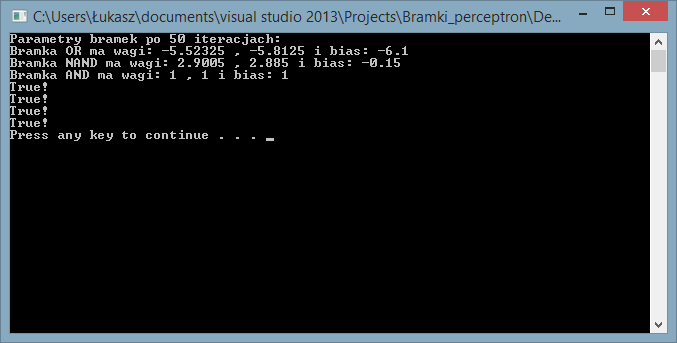 C:\Users\Łukasz\documents\visual studio 2013\Projects\Bramki_perceptron\De...
Parametry bramek po 50 iteracjach:
Bramka OR ma wagi: -5.52325 , -5.8125 i bias: -6.1
Bramka NAND ma wagi: 2.9005 , 2.885 i bias: -0.15
Bramka AND ma wagi: 1 , 1 i bias: 1
True!
True!
True!
True!
Press any key to continue . . . _